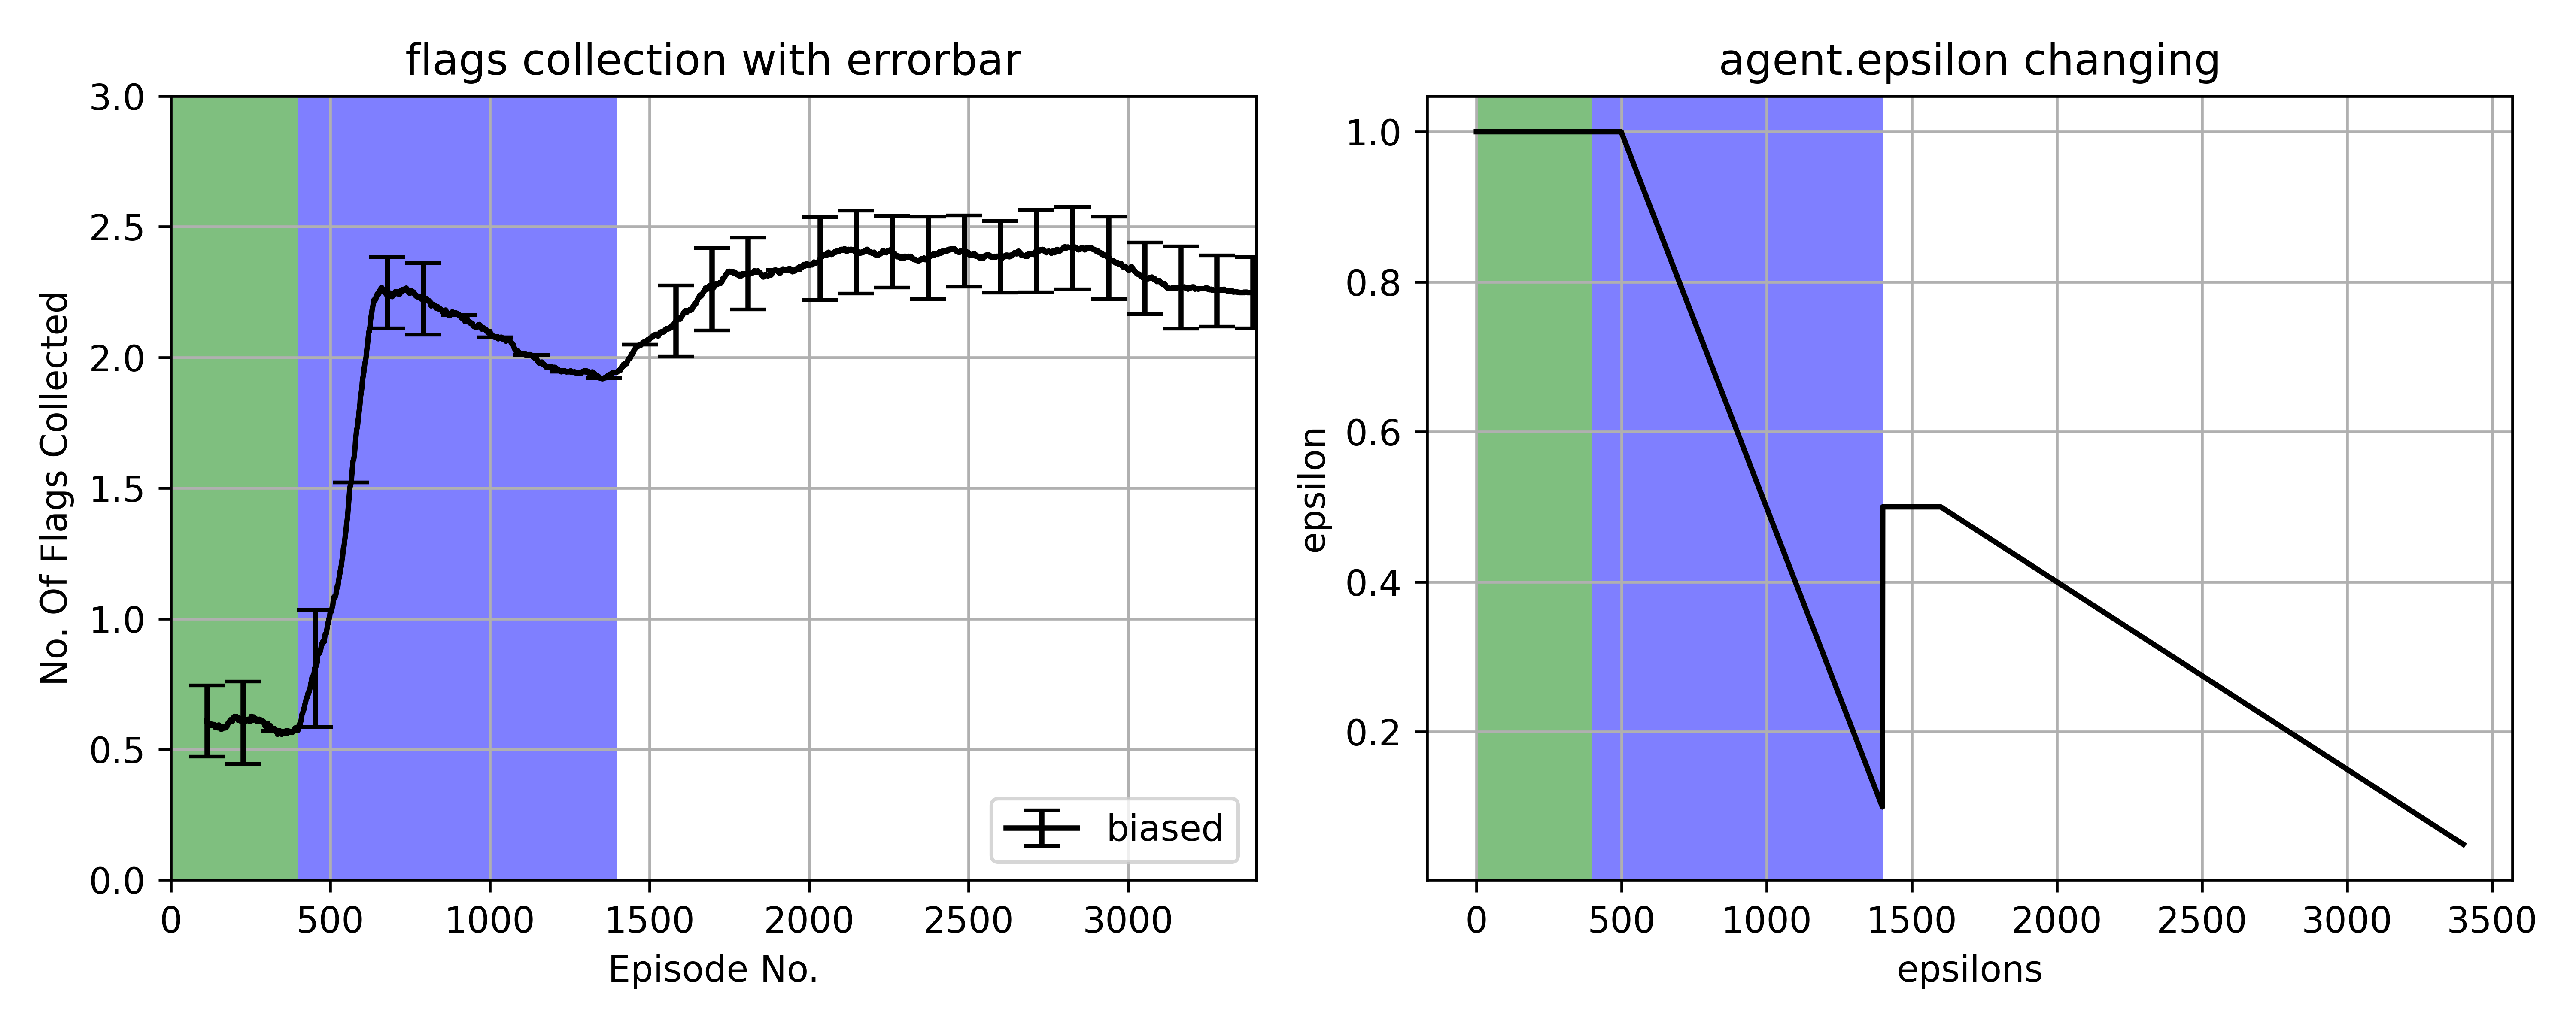 flags collection with errorbar
3.0
2.5
2.0
1.5
1.0
0.5
0.0
No. Of Flags Collected
0 500 1000 1500 2000 2500 3000
Episode No.
biased
agent.epsilon changing
1.0
0.8
0.6
0.4
0.2
epsilon
0 500 1000 1500 2000 2500 3000 3500
epsilons